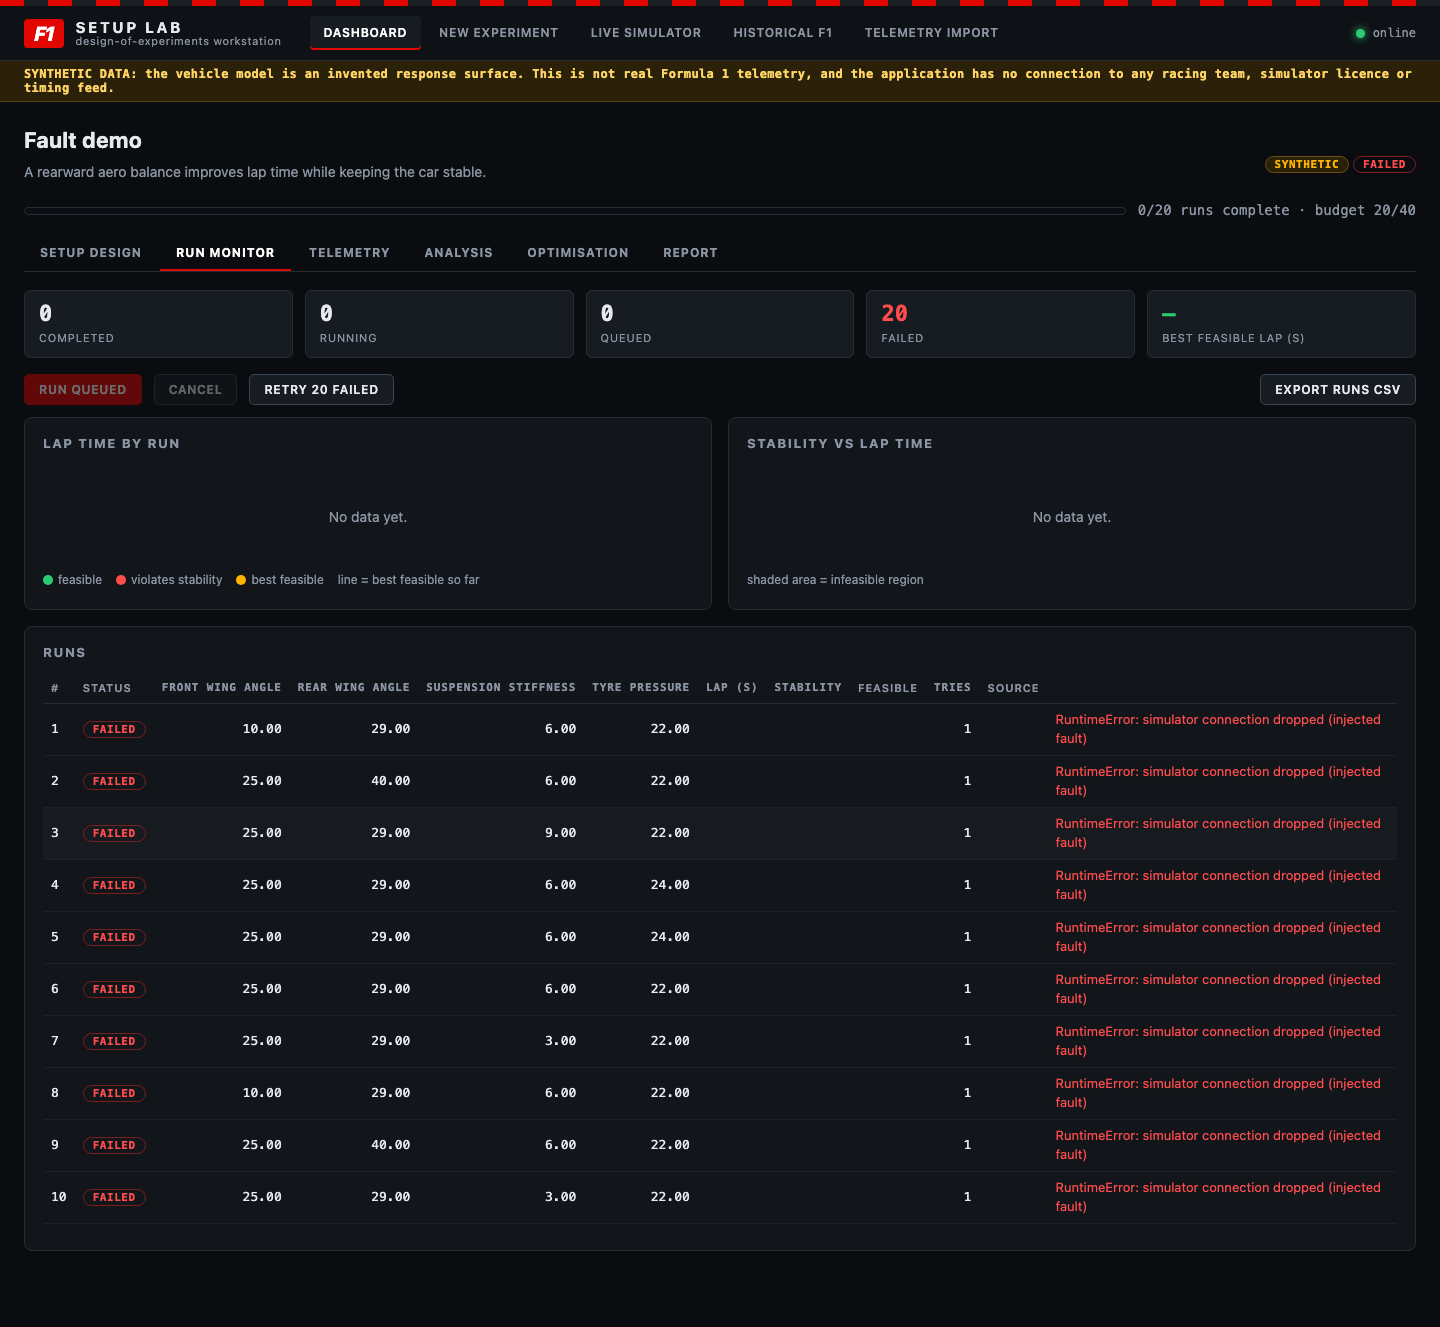 F1
SETUP LAB
design-of-experiments workstation
DASHBOARD
NEW EXPERIMENT
LIVE SIMULATOR
HISTORICAL F1
TELEMETRY IMPORT
online
SYNTHETIC DATA: the vehicle model is an invented response surface. This is not real Formula 1 telemetry, and the application has no connection to any racing team, simulator licence or
timing feed.
Fault demo
A rearward aero balance improves lap time while keeping the car stable.
SYNTHETIC FAILED
0/20 runs complete · budget 20/40
SETUP DESIGN
RUN MONITOR
TELEMETRY
ANALYSIS
OPTIMISATION
REPORT
0
COMPLETED
0
RUNNING
0
QUEUED
20
FAILED
—
BEST FEASIBLE LAP (S)
RUN QUEUED
CANCEL
RETRY 20 FAILED
EXPORT RUNS CSV
LAP TIME BY RUN
No data yet.
feasible violates stability best feasible line = best feasible so far
STABILITY VS LAP TIME
No data yet.
shaded area = infeasible region
RUNS
# STATUS FRONT WING ANGLE REAR WING ANGLE SUSPENSION STIFFNESS TYRE PRESSURE LAP (S) STABILITY FEASIBLE TRIES SOURCE
1 FAILED 10.00 29.00 6.00 22.00 1 RuntimeError: simulator connection dropped (injected
fault)
2 FAILED 25.00 40.00 6.00 22.00 1 RuntimeError: simulator connection dropped (injected
fault)
3 FAILED 25.00 29.00 9.00 22.00 1 RuntimeError: simulator connection dropped (injected
fault)
4 FAILED 25.00 29.00 6.00 24.00 1 RuntimeError: simulator connection dropped (injected
fault)
5 FAILED 25.00 29.00 6.00 24.00 1 RuntimeError: simulator connection dropped (injected
fault)
6 FAILED 25.00 29.00 6.00 22.00 1 RuntimeError: simulator connection dropped (injected
fault)
7 FAILED 25.00 29.00 3.00 22.00 1 RuntimeError: simulator connection dropped (injected
fault)
8 FAILED 10.00 29.00 6.00 22.00 1 RuntimeError: simulator connection dropped (injected
fault)
9 FAILED 25.00 40.00 6.00 22.00 1 RuntimeError: simulator connection dropped (injected
fault)
10 FAILED 25.00 29.00 3.00 22.00 1 RuntimeError: simulator connection dropped (injected
fault)